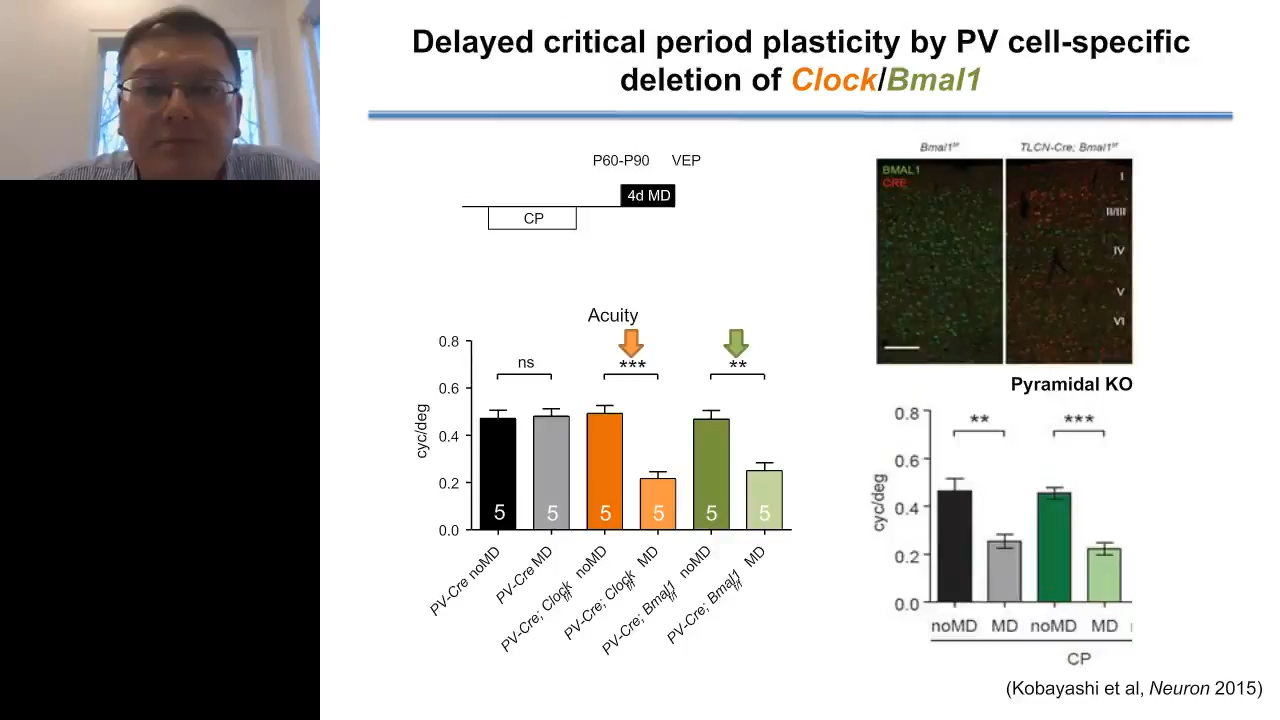 Delayed critical period plasticity by PV cell-specific
deletion of Clock/Bmal1
P60-P90 VEP
4d MD
CP
Acuity
0.8
0.6
0.4
0.2
0.0
cyc/deg
ns
***
**
5 5 5 5 5 5
PV-Cre noMD
PV-Cre MD
PV-Cre; Clock f/f noMD
PV-Cre; Clock f/f MD
PV-Cre; Bmal1 f/f noMD
PV-Cre; Bmal1 f/f MD
Bmal1f/f
TLCN-Cre; Bmal1f/f
BMAL1
CRE
I
II/III
IV
V
VI
Pyramidal KO
0.8
0.6
0.4
0.2
0.0
cyc/deg
**
***
noMD MD noMD MD
CP
(Kobayashi et al, Neuron 2015)